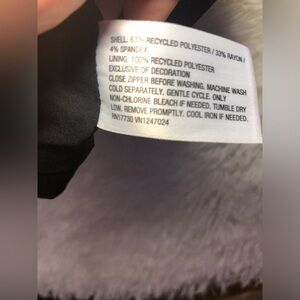 SHELL: 63% RECYCLED POLYESTER / 33% RAYON /
4% SPANDEX
LINING: 100% RECYCLED POLYESTER
EXCLUSIVE OF DECORATION
CLOSE ZIPPER BEFORE WASHING. MACHINE WASH
COLD SEPARATELY. GENTLE CYCLE. ONLY
NON-CHLORINE BLEACH IF NEEDED. TUMBLE DRY
LOW. REMOVE PROMPTLY. COOL IRON IF NEEDED.
RN17730 VN1247024